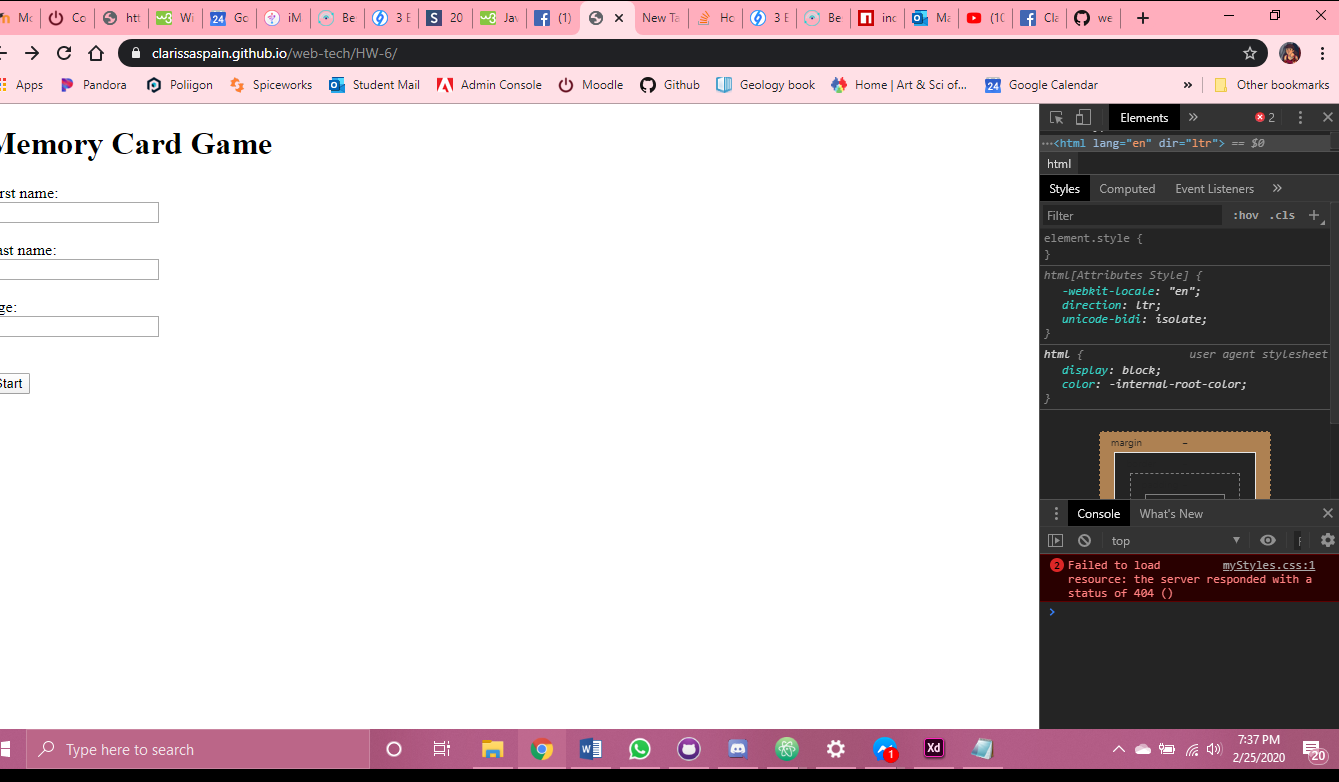 Mo Co htt Wi Go iM Be 3 E 20 Jav (1) New Ta Ho 3 E Be inc Ma (10 Cla we
clarissaspain.github.io/web-tech/HW-6/
Apps Pandora Poliigon Spiceworks Student Mail Admin Console Moodle Github Geology book Home | Art & Sci of... Google Calendar » Other bookmarks
Memory Card Game
rst name:
ast name:
ge:
Start
Elements » 2
···<html lang="en" dir="ltr"> == $0
html
Styles Computed Event Listeners »
Filter :hov .cls +
element.style {
}
html[Attributes Style] {
-webkit-locale: "en";
direction: ltr;
unicode-bidi: isolate;
}
html { user agent stylesheet
display: block;
color: -internal-root-color;
}
margin –
Console What's New
top
2 Failed to load myStyles.css:1
resource: the server responded with a
status of 404 ()
>
Type here to search
7:37 PM
2/25/2020
20